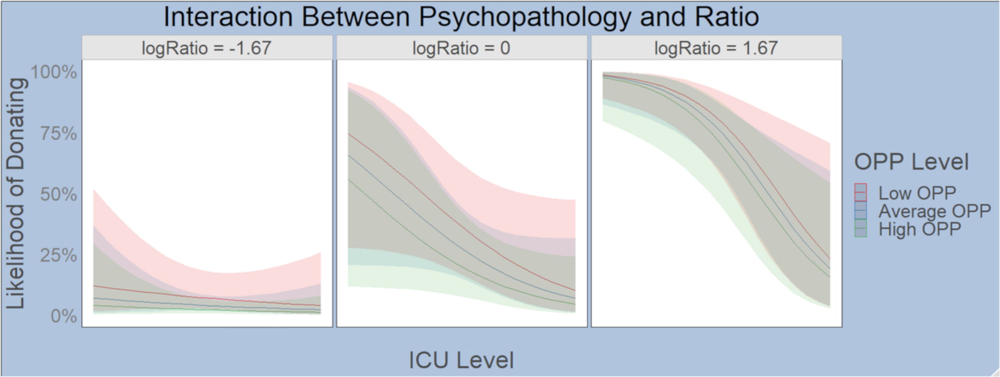 Interaction Between Psychopathology and Ratio
logRatio = -1.67
logRatio = 0
logRatio = 1.67
Likelihood of Donating
100%
75%
50%
25%
0%
ICU Level
OPP Level
Low OPP
Average OPP
High OPP